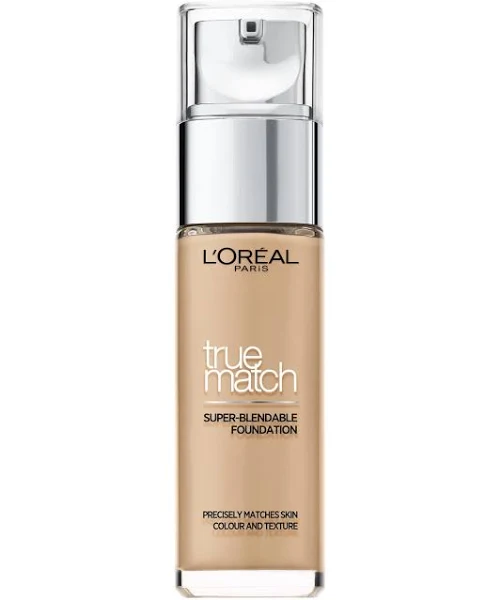 L'ORÉAL
PARIS
true
match
SUPER-BLENDABLE
FOUNDATION
PRECISELY MATCHES SKIN
COLOUR AND TEXTURE